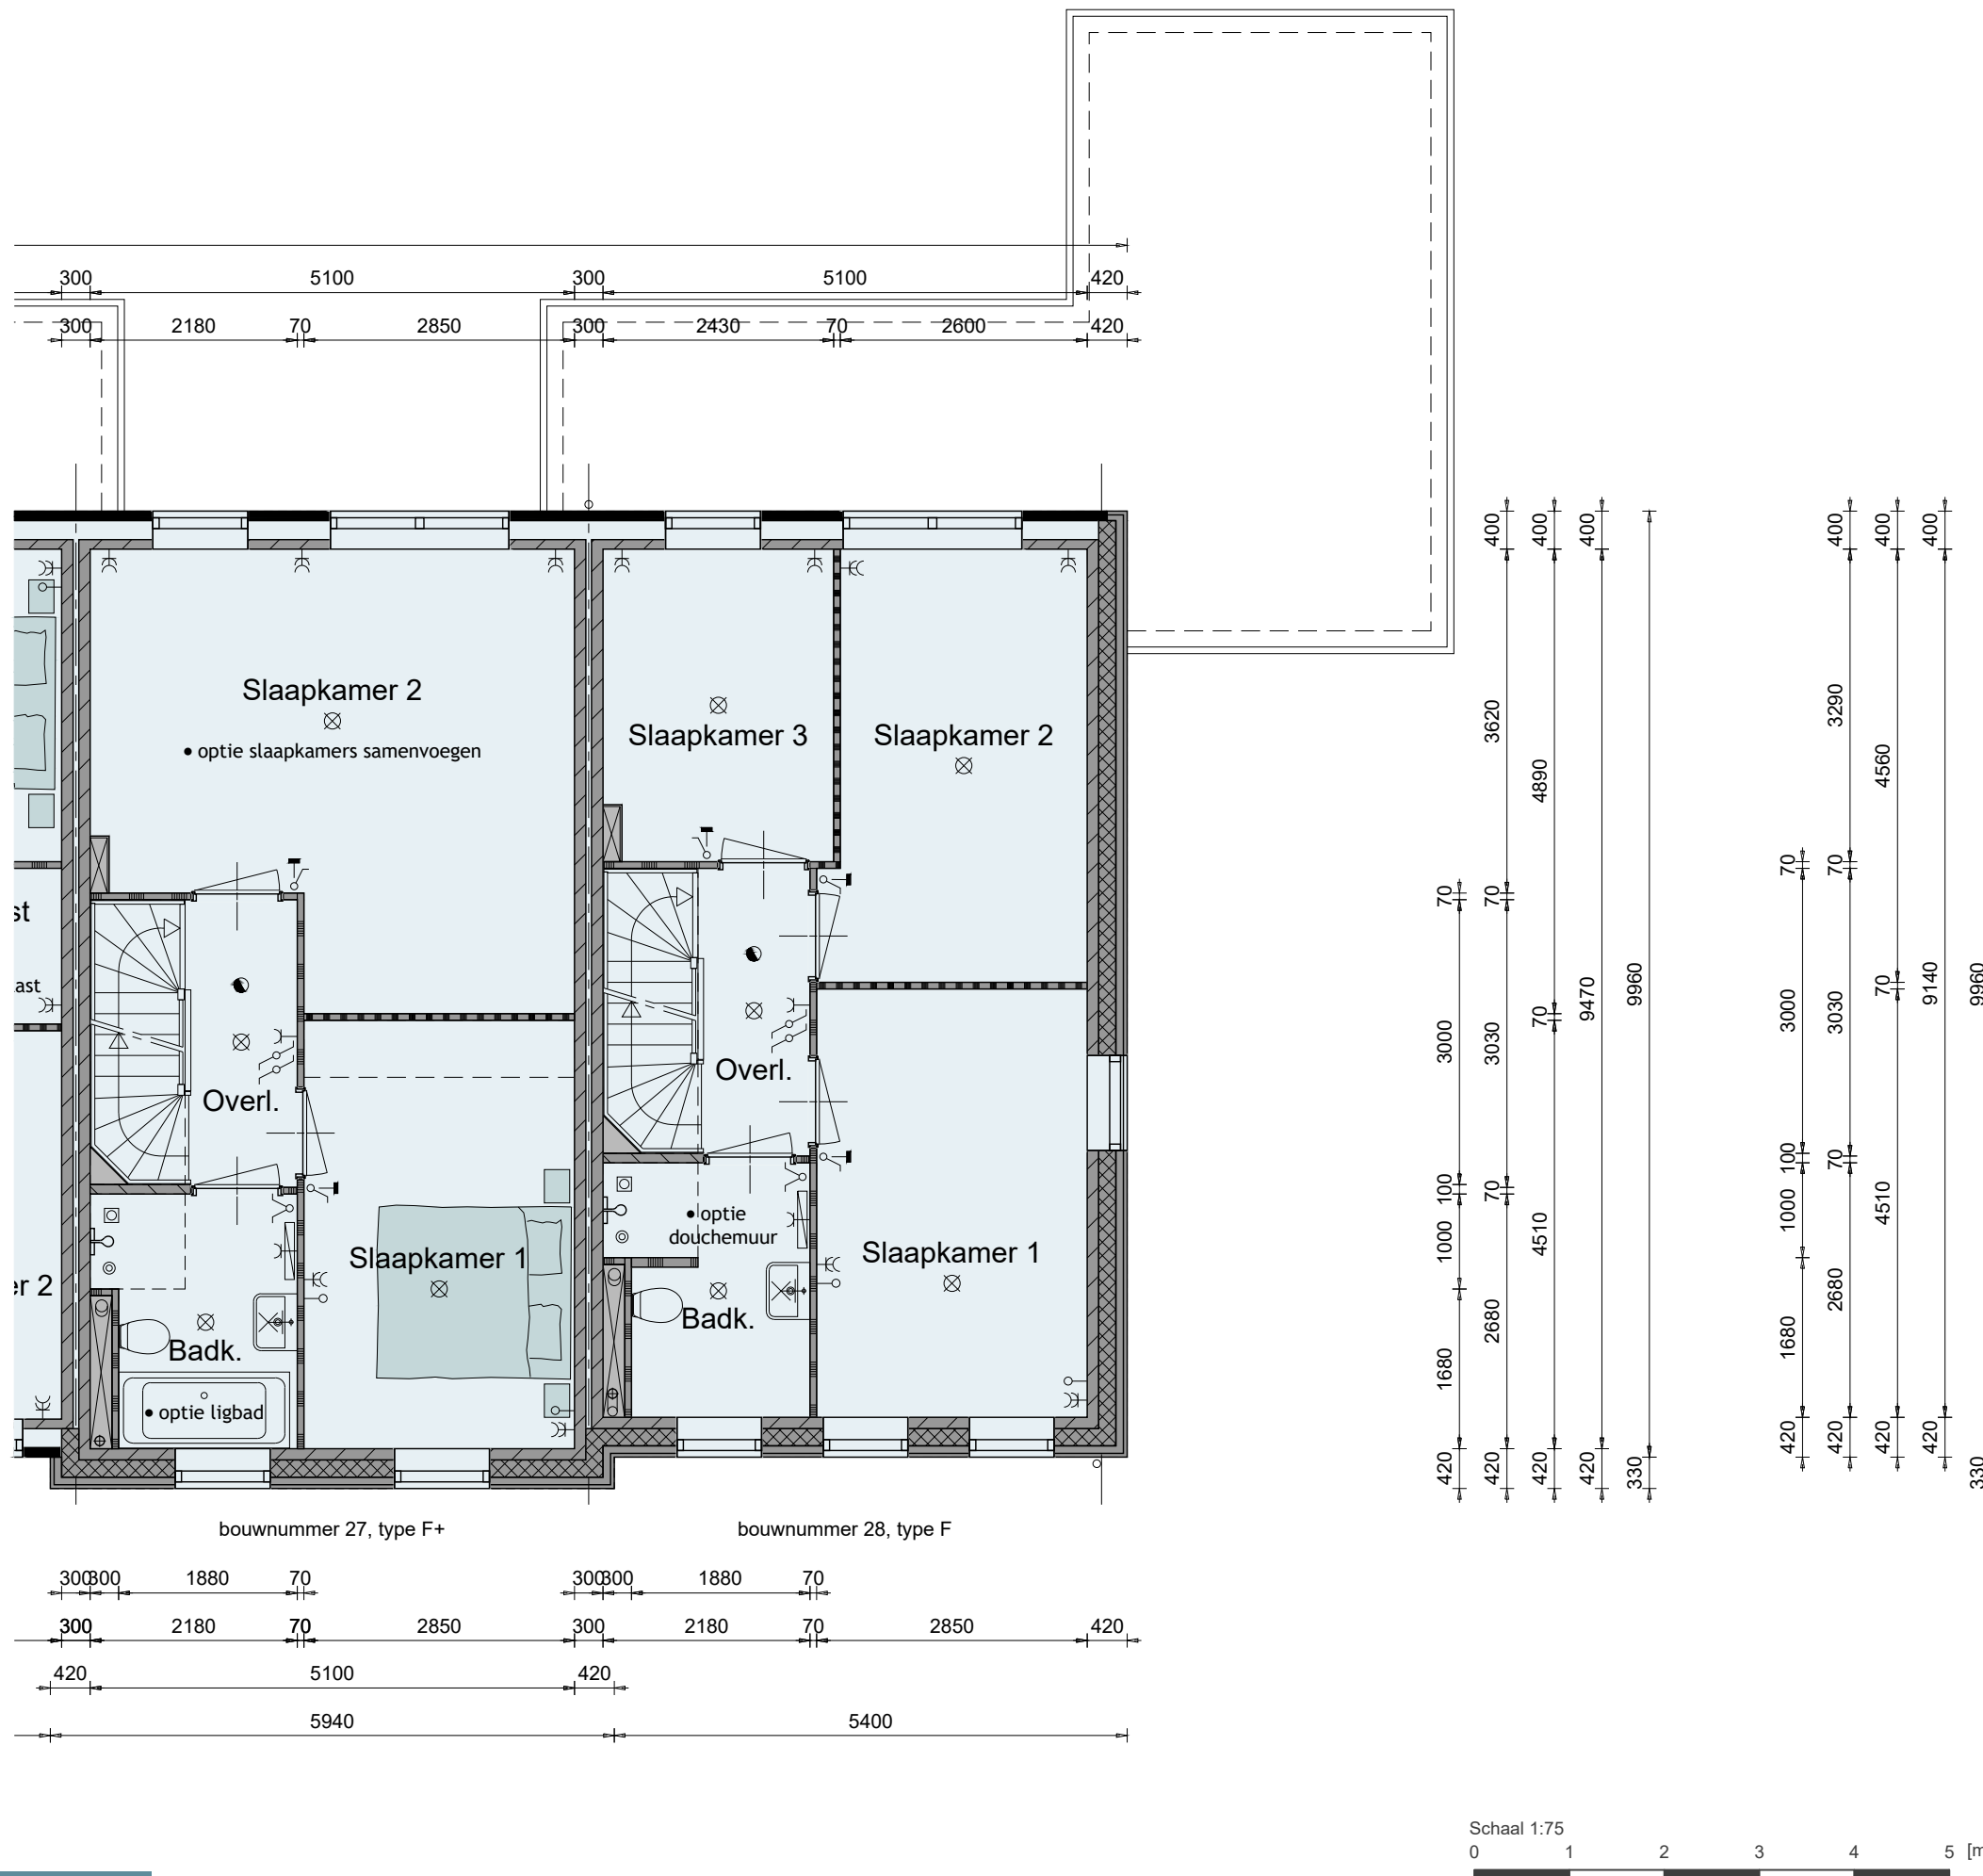 300 5100 300 5100 420
300 2180 70 2850 300 2430 70 2600 420
Slaapkamer 2
• optie slaapkamers samenvoegen
Slaapkamer 3
Slaapkamer 2
st
ast
Overl.
Overl.
• optie
douchemuur
Slaapkamer 1
Slaapkamer 1
er 2
Badk.
Badk.
• optie ligbad
400 400 400 400 400 400
3620 3290
4890 4560
70 70 70 70
3000 3030 70 9470 9960 3000 3030 70 9140 9960
100 70 100 70
1000 4510 1000 4510
1680 2680 1680 2680
420 420 420 420 330 420 420 420 420 330
bouwnummer 27, type F+
bouwnummer 28, type F
300 300 1880 70 300 300 1880 70
300 2180 70 2850 300 2180 70 2850 420
420 5100 420
5940 5400
Schaal 1:75
0 1 2 3 4 5 [m